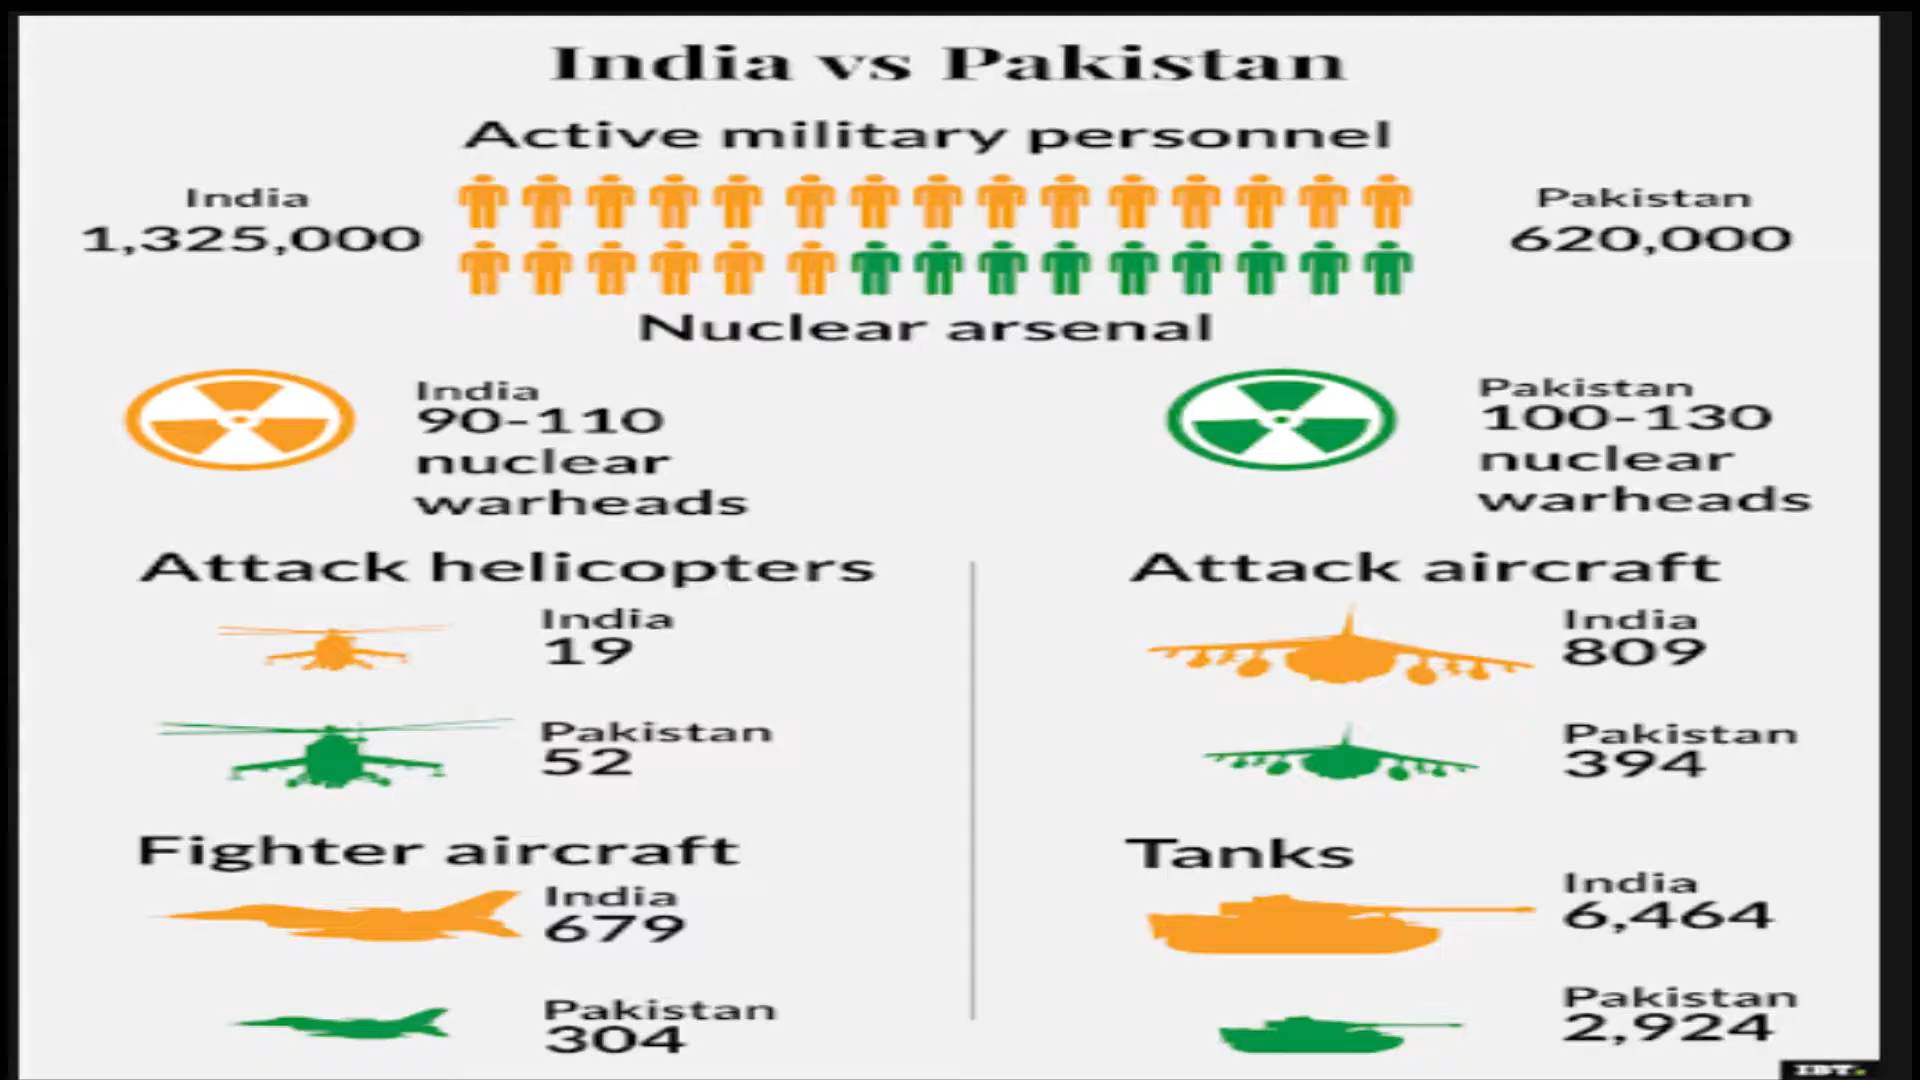 India vs Pakistan
Active military personnel
India
1,325,000
Pakistan
620,000
Nuclear arsenal
India
90-110
nuclear
warheads
Pakistan
100-130
nuclear
warheads
Attack helicopters
India
19
Pakistan
52
Attack aircraft
India
809
Pakistan
394
Fighter aircraft
India
679
Pakistan
304
Tanks
India
6,464
Pakistan
2,924
IBT.